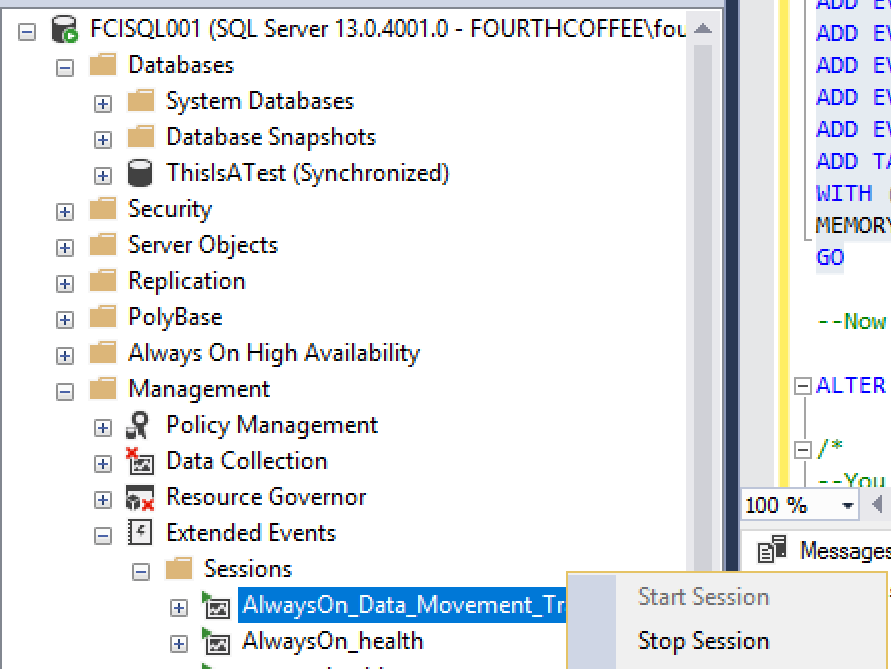 FCISQL001 (SQL Server 13.0.4001.0 - FOURTHCOFFEE\fou
Databases
System Databases
Database Snapshots
ThisIsATest (Synchronized)
Security
Server Objects
Replication
PolyBase
Always On High Availability
Management
Policy Management
Data Collection
Resource Governor
Extended Events
Sessions
AlwaysOn_Data_Movement_Tr
AlwaysOn_health
ADD EV
ADD EV
ADD EV
ADD EV
ADD EV
ADD TA
WITH (
MEMORY
GO
--Now
ALTER
/*
--You
100 %
Messages
Start Session
Stop Session